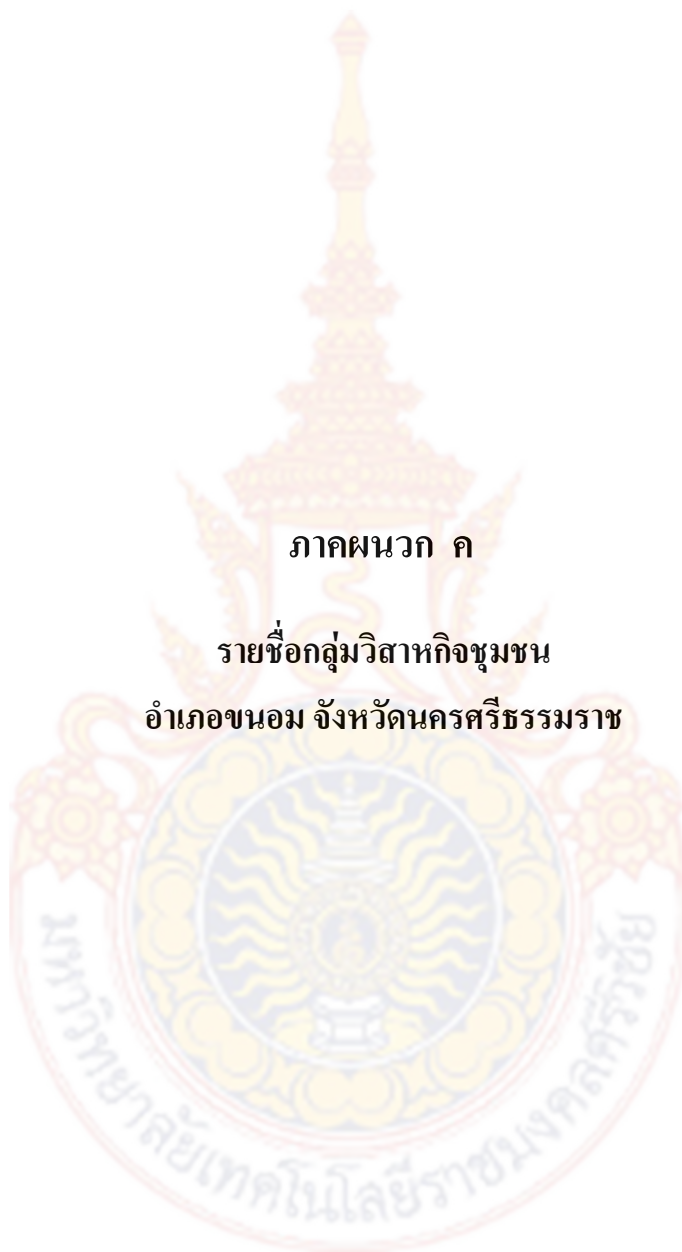 ภาคผนวก ค
รายชื่อกลุ่มวิสาหกิจชุมชน
อำเภอขนอม จังหวัดนครศรีธรรมราช
มหาวิทยาลัยเทคโนโลยีราชมงคลศรีวิชัย